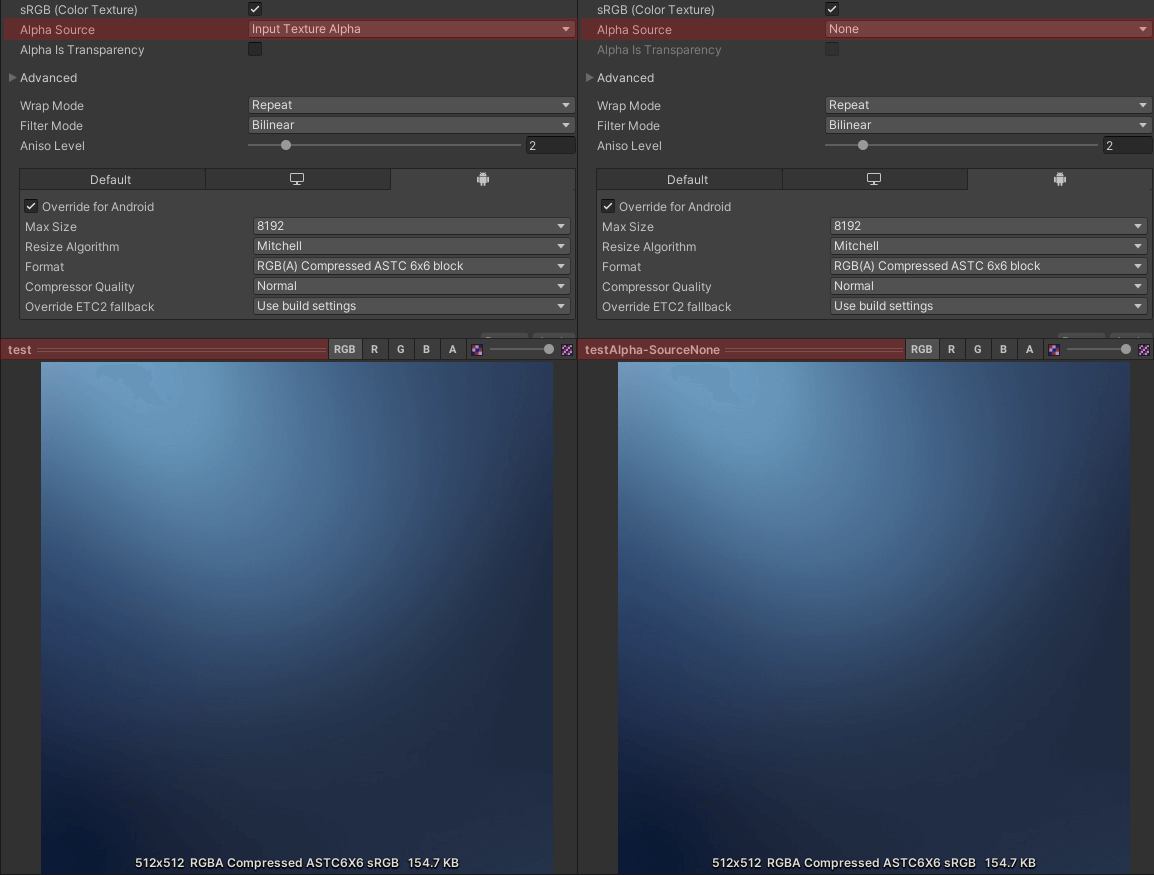 sRGB (Color Texture)
Alpha Source Input Texture Alpha
Alpha Is Transparency
Advanced
Wrap Mode Repeat
Filter Mode Bilinear
Aniso Level 2
Default
Override for Android
Max Size 8192
Resize Algorithm Mitchell
Format RGB(A) Compressed ASTC 6x6 block
Compressor Quality Normal
Override ETC2 fallback Use build settings
test RGB R G B A
512x512 RGBA Compressed ASTC6X6 sRGB 154.7 KB
sRGB (Color Texture)
Alpha Source None
Alpha Is Transparency
Advanced
Wrap Mode Repeat
Filter Mode Bilinear
Aniso Level 2
Default
Override for Android
Max Size 8192
Resize Algorithm Mitchell
Format RGB(A) Compressed ASTC 6x6 block
Compressor Quality Normal
Override ETC2 fallback Use build settings
testAlpha-SourceNone RGB R G B A
512x512 RGBA Compressed ASTC6X6 sRGB 154.7 KB